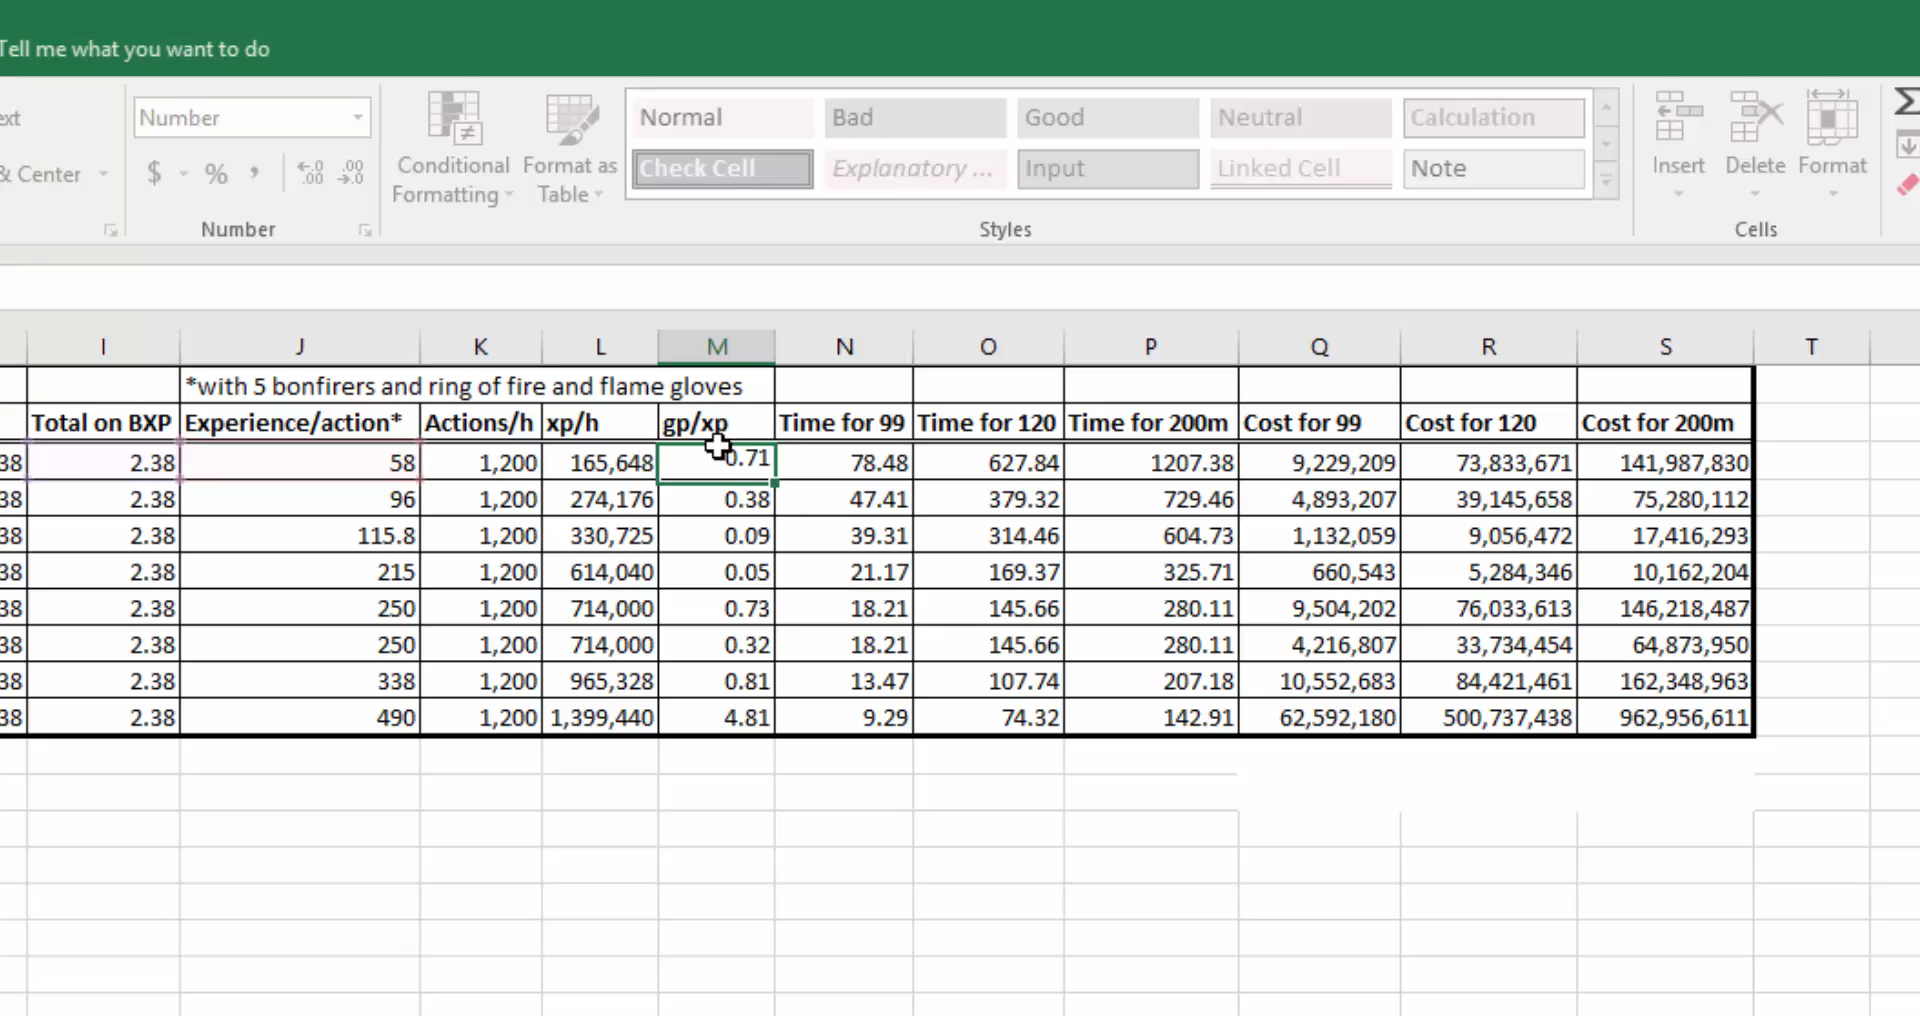 Tell me what you want to do
ext
Number
Normal
Bad
Good
Neutral
Calculation
& Center
$ % , .0 .00 .00 .0
Conditional Formatting
Format as Table
Check Cell
Explanatory ...
Input
Linked Cell
Note
Insert
Delete
Format
Number
Styles
Cells
I J K L M N O P Q R S T
*with 5 bonfirers and ring of fire and flame gloves
Total on BXP Experience/action* Actions/h xp/h gp/xp Time for 99 Time for 120 Time for 200m Cost for 99 Cost for 120 Cost for 200m
38 2.38 58 1,200 165,648 0.71 78.48 627.84 1207.38 9,229,209 73,833,671 141,987,830
38 2.38 96 1,200 274,176 0.38 47.41 379.32 729.46 4,893,207 39,145,658 75,280,112
38 2.38 115.8 1,200 330,725 0.09 39.31 314.46 604.73 1,132,059 9,056,472 17,416,293
38 2.38 215 1,200 614,040 0.05 21.17 169.37 325.71 660,543 5,284,346 10,162,204
38 2.38 250 1,200 714,000 0.73 18.21 145.66 280.11 9,504,202 76,033,613 146,218,487
38 2.38 250 1,200 714,000 0.32 18.21 145.66 280.11 4,216,807 33,734,454 64,873,950
38 2.38 338 1,200 965,328 0.81 13.47 107.74 207.18 10,552,683 84,421,461 162,348,963
38 2.38 490 1,200 1,399,440 4.81 9.29 74.32 142.91 62,592,180 500,737,438 962,956,611